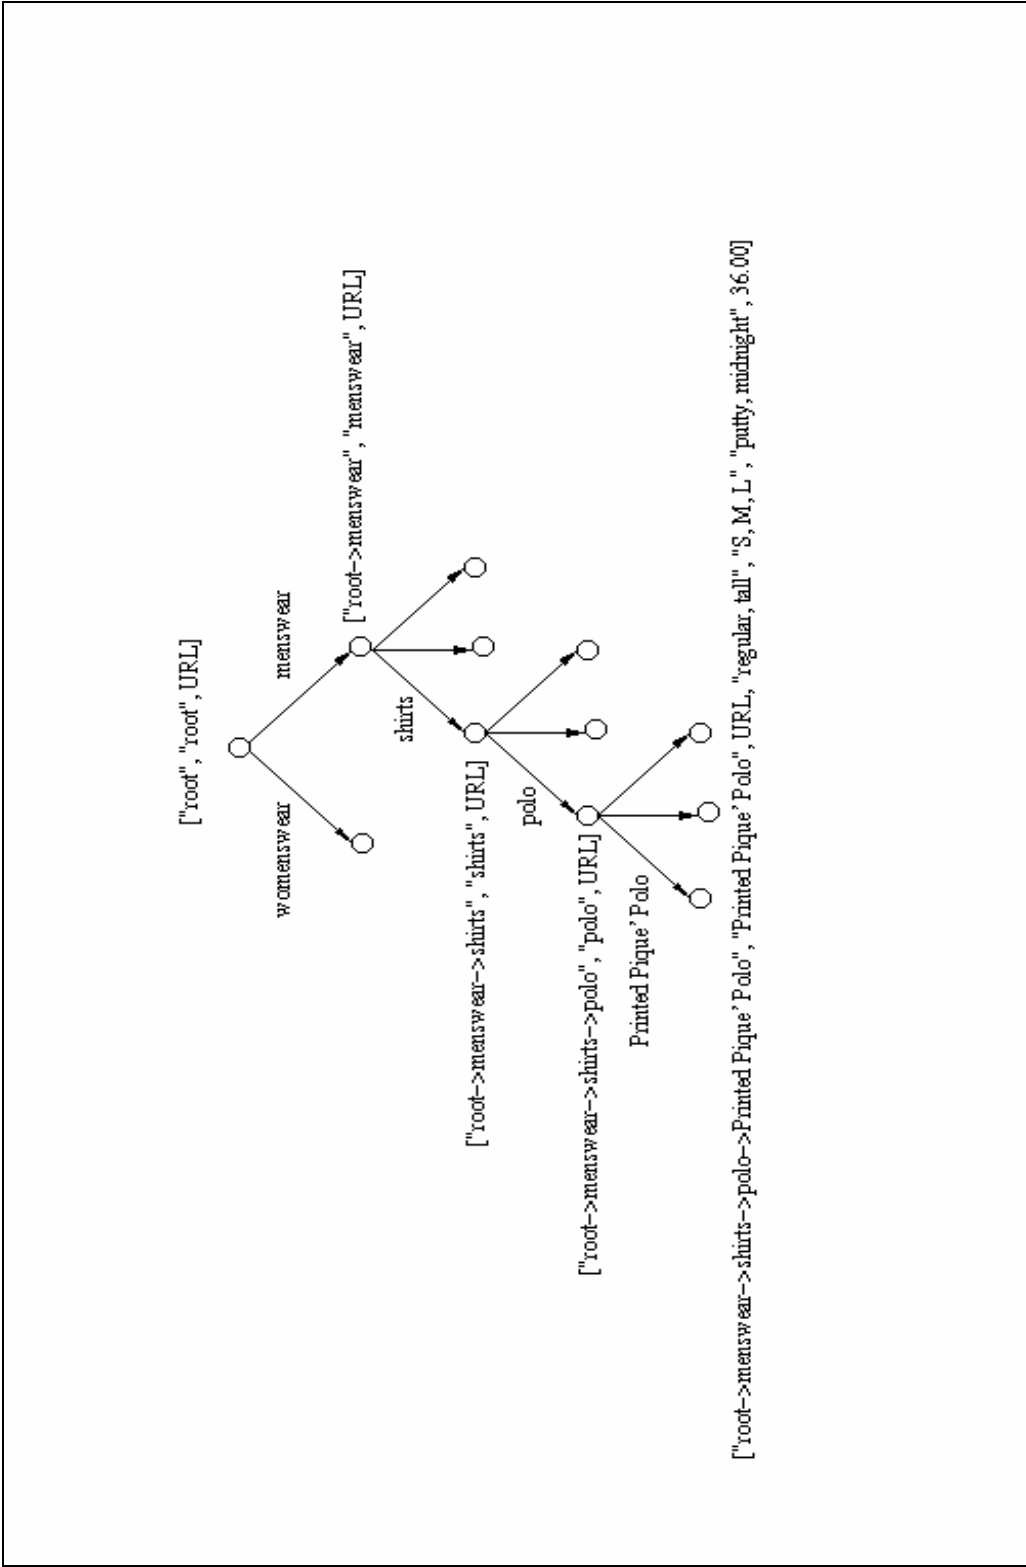 ["root", "root", URL]
womenswear
menswear
["root->menswear", "menswear", URL]
shirts
["root->menswear->shirts", "shirts", URL]
polo
["root->menswear->shirts->polo", "polo", URL]
Printed Pique' Polo
["root->menswear->shirts->polo->Printed Pique' Polo", "Printed Pique' Polo", URL, "regular, tall", "S, M, L", "putty, midnight", 36.00]